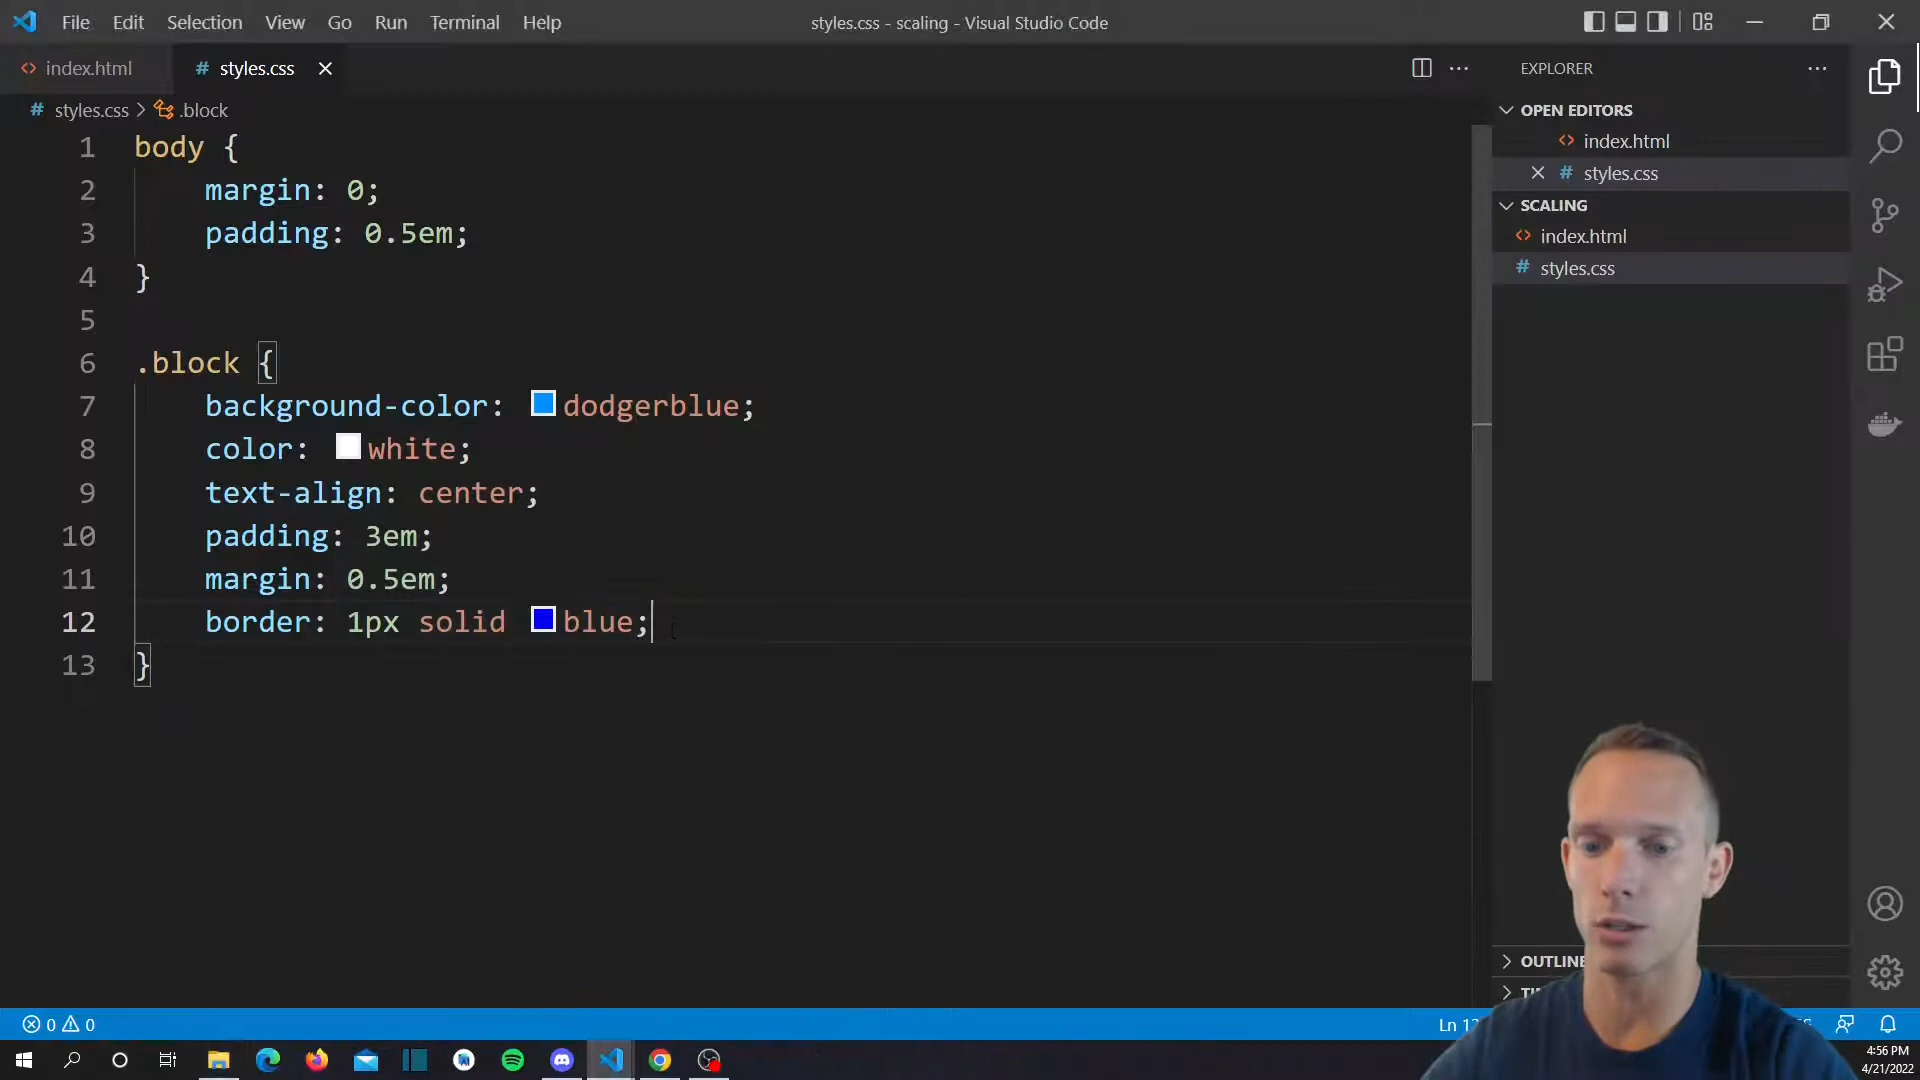 File Edit Selection View Go Run Terminal Help
styles.css - scaling - Visual Studio Code
index.html
styles.css
styles.css > .block
1 body {
2 margin: 0;
3 padding: 0.5em;
4 }
5
6 .block {
7 background-color: dodgerblue;
8 color: white;
9 text-align: center;
10 padding: 3em;
11 margin: 0.5em;
12 border: 1px solid blue;
13 }
EXPLORER
OPEN EDITORS
index.html
styles.css
SCALING
index.html
styles.css
OUTLINE
0 0
Ln 12
4:56 PM
4/21/2022